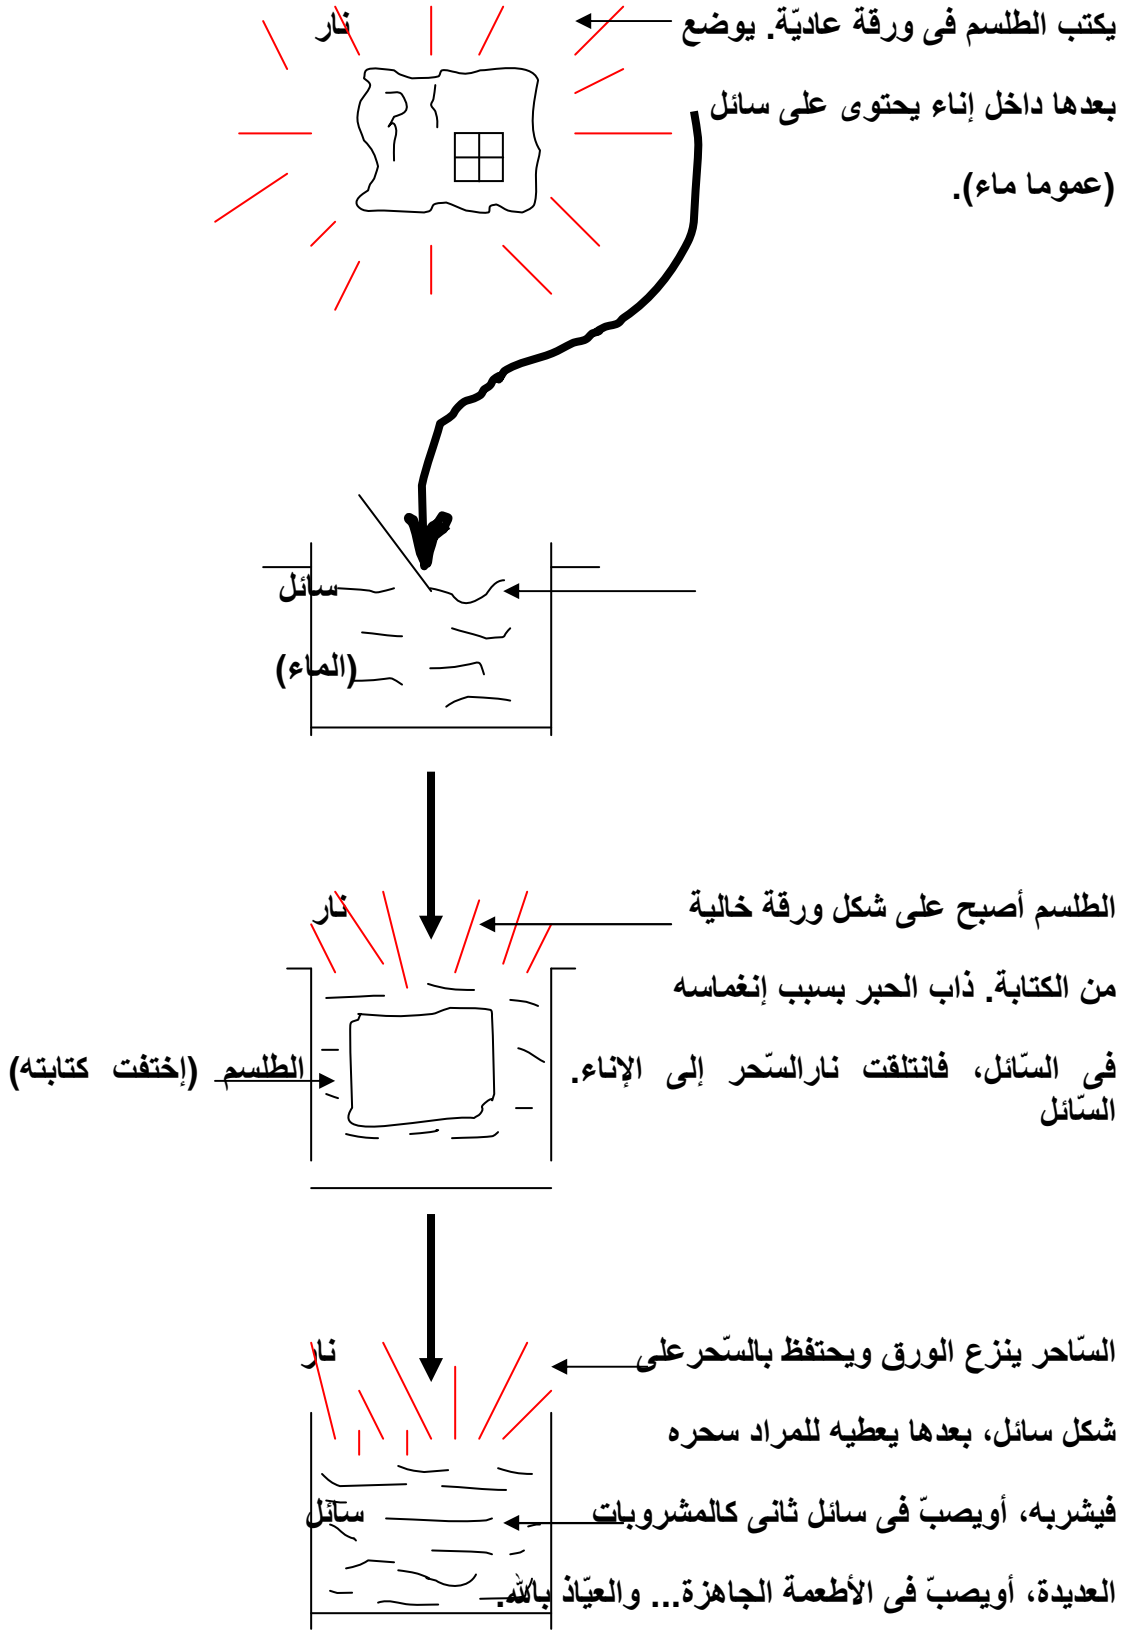 يكتب الطلسم فى ورقة عاديّة. يوضع
نار
بعدها داخل إناء يحتوى على سائل
(عموما ماء).
سائل
(الماء)
الطلسم أصبح على شكل ورقة خالية
نار
من الكتابة. ذاب الحبر بسبب إنغماسه
فى السّائل، فانتلقت نارالسّحر إلى الإناء.
الطلسم (إختفت كتابته)
السّائل
السّاحر ينزع الورق ويحتفظ بالسّحرعلى
نار
شكل سائل، بعدها يعطيه للمراد سحره
فيشربه، أويصبّ فى سائل ثانى كالمشروبات
سائل
العديدة، أويصبّ فى الأطعمة الجاهزة... والعيّاذ بالله.